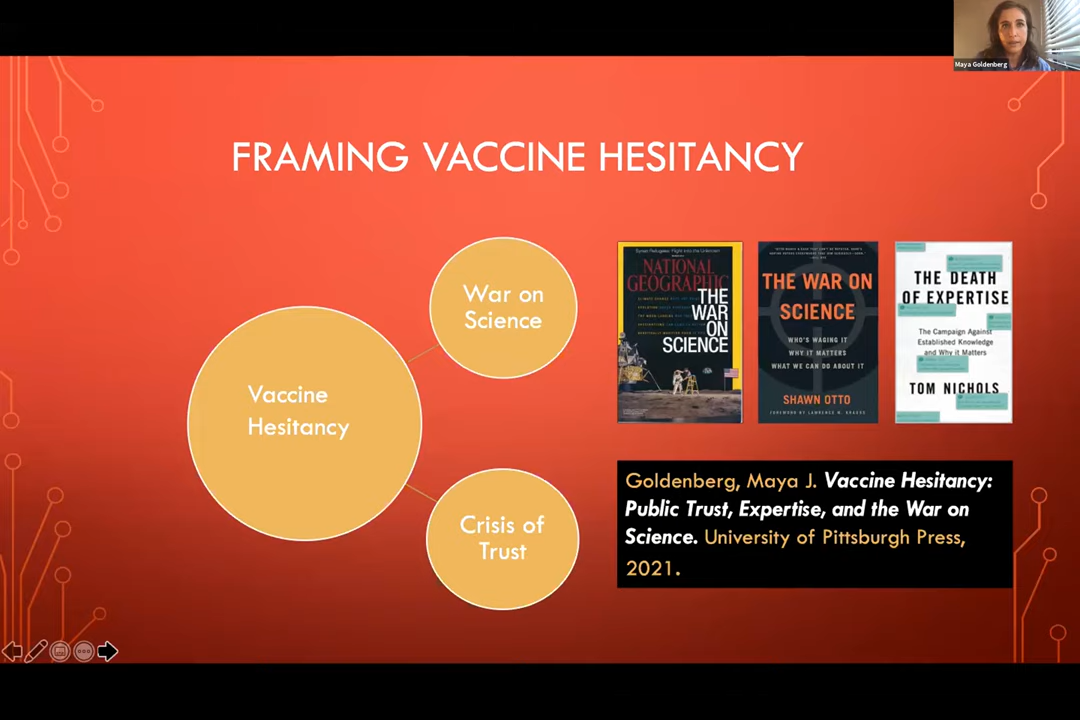 Maya Goldenberg
FRAMING VACCINE HESITANCY
Vaccine
Hesitancy
War on
Science
Crisis of
Trust
NATIONAL
GEOGRAPHIC
THE
WAR
ON
SCIENCE
THE WAR ON
SCIENCE
WHO'S WAGING IT
WHY IT MATTERS
WHAT WE CAN DO ABOUT IT
SHAWN OTTO
THE DEATH
OF EXPERTISE
The Campaign Against
Established Knowledge
and Why it Matters
TOM NICHOLS
Goldenberg, Maya J. Vaccine Hesitancy:
Public Trust, Expertise, and the War on
Science. University of Pittsburgh Press,
2021.